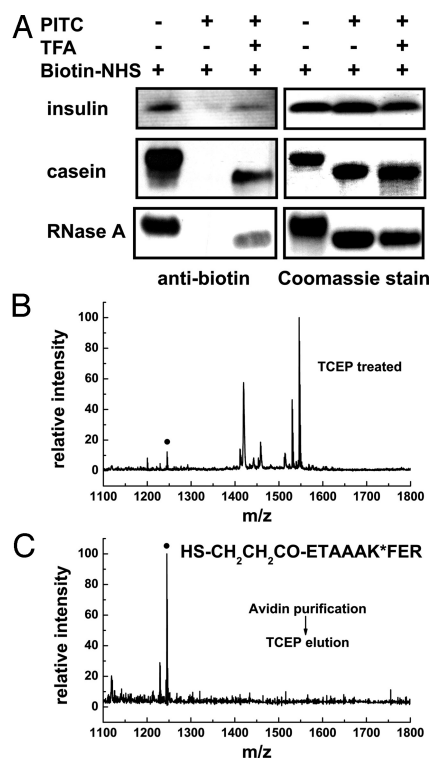 A
PITC - + + - + +
TFA + +
Biotin-NHS + + + + + +
insulin
casein
RNase A
anti-biotin Coomassie stain
B
relative intensity
100
80
60
40
20
0
TCEP treated
1100 1200 1300 1400 1500 1600 1700 1800
m/z
C
relative intensity
100
80
60
40
20
0
HS-CH₂CH₂CO-ETAAAK*FER
Avidin purification
TCEP elution
1100 1200 1300 1400 1500 1600 1700 1800
m/z